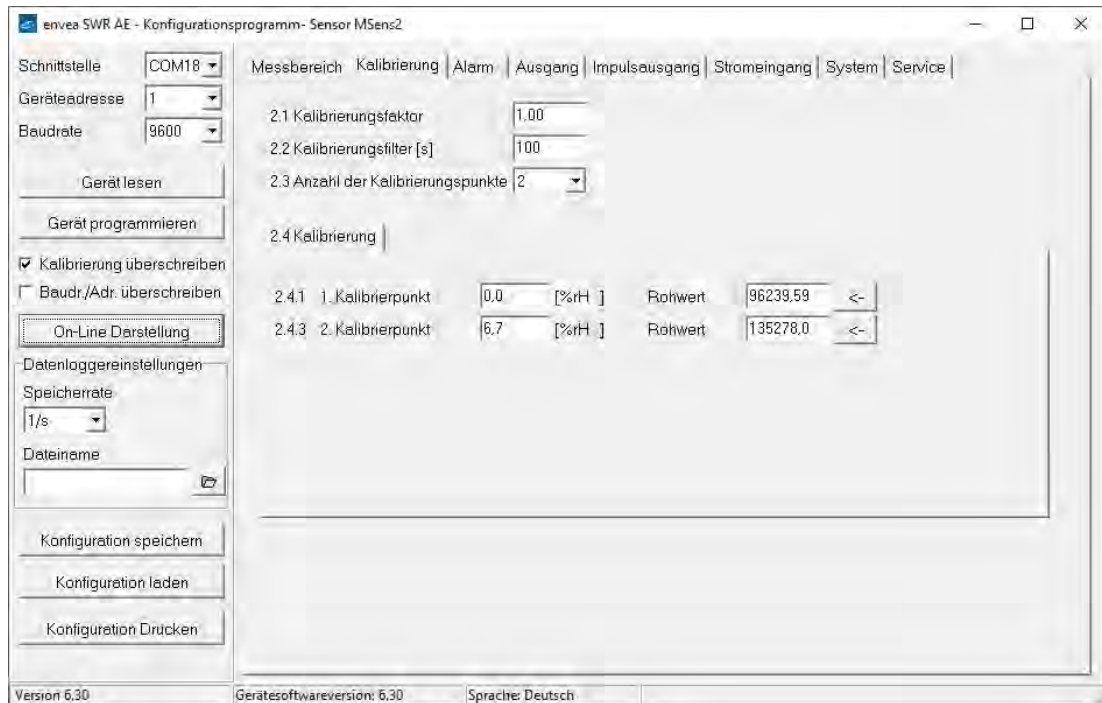 envea SWR AE - Konfigurationsprogramm- Sensor MSens2
Schnittstelle COM18
Geräteadresse 1
Baudrate 9600
Gerät lesen
Gerät programmieren
Kalibrierung überschreiben
Baudr./Adr. überschreiben
On-Line Darstellung
Datenloggereinstellungen
Speicherrate
1/s
Dateiname
Konfiguration speichern
Konfiguration laden
Konfiguration Drucken
Messbereich Kalibrierung Alarm Ausgang Impulsausgang Stromeingang System Service
2.1 Kalibrierungsfaktor 1,00
2.2 Kalibrierungsfilter [s] 100
2.3 Anzahl der Kalibrierungspunkte 2
2.4 Kalibrierung
2.4.1 1. Kalibrierpunkt 0,0 [%rH ] Rohwert 96239,59 <-
2.4.3 2. Kalibrierpunkt 6,7 [%rH ] Rohwert 135278,0 <-
Version 6,30 Gerätesoftwareversion: 6,30 Sprache: Deutsch